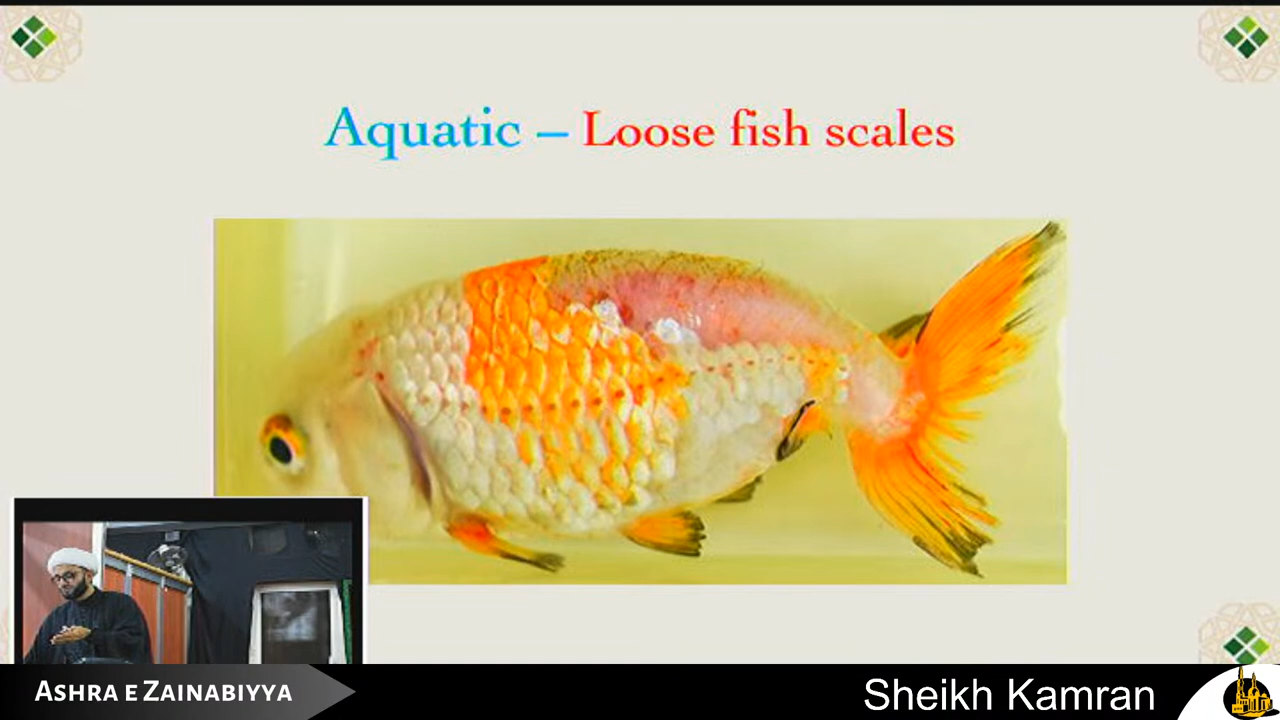 Aquatic – Loose fish scales
Ashra e Zainabiyya
Sheikh Kamran